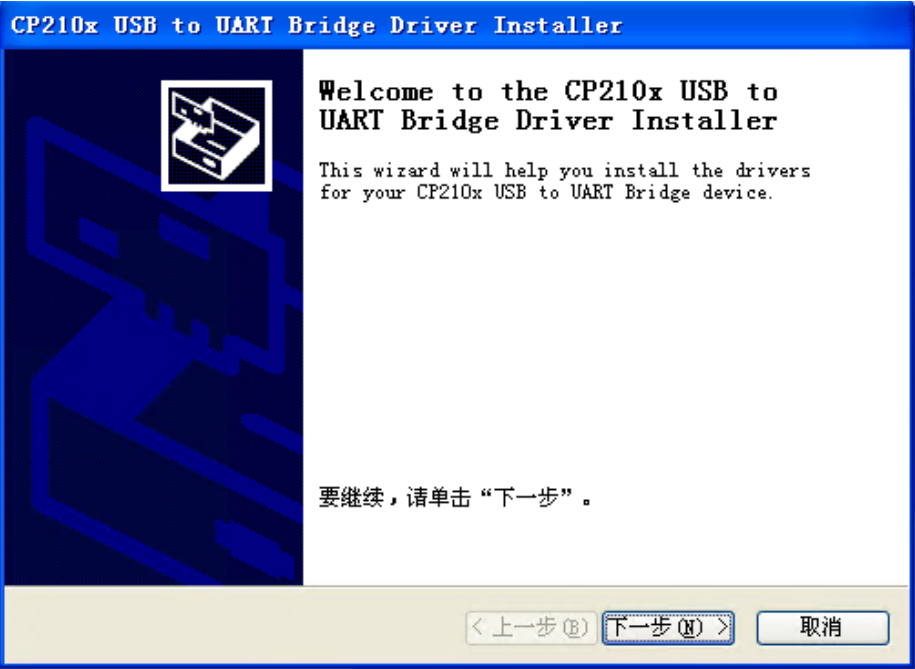 CP210x USB to UART Bridge Driver Installer
Welcome to the CP210x USB to
UART Bridge Driver Installer
This wizard will help you install the drivers
for your CP210x USB to UART Bridge device.
要继续，请单击“下一步”。
< 上一步(B)
下一步(N) >
取消